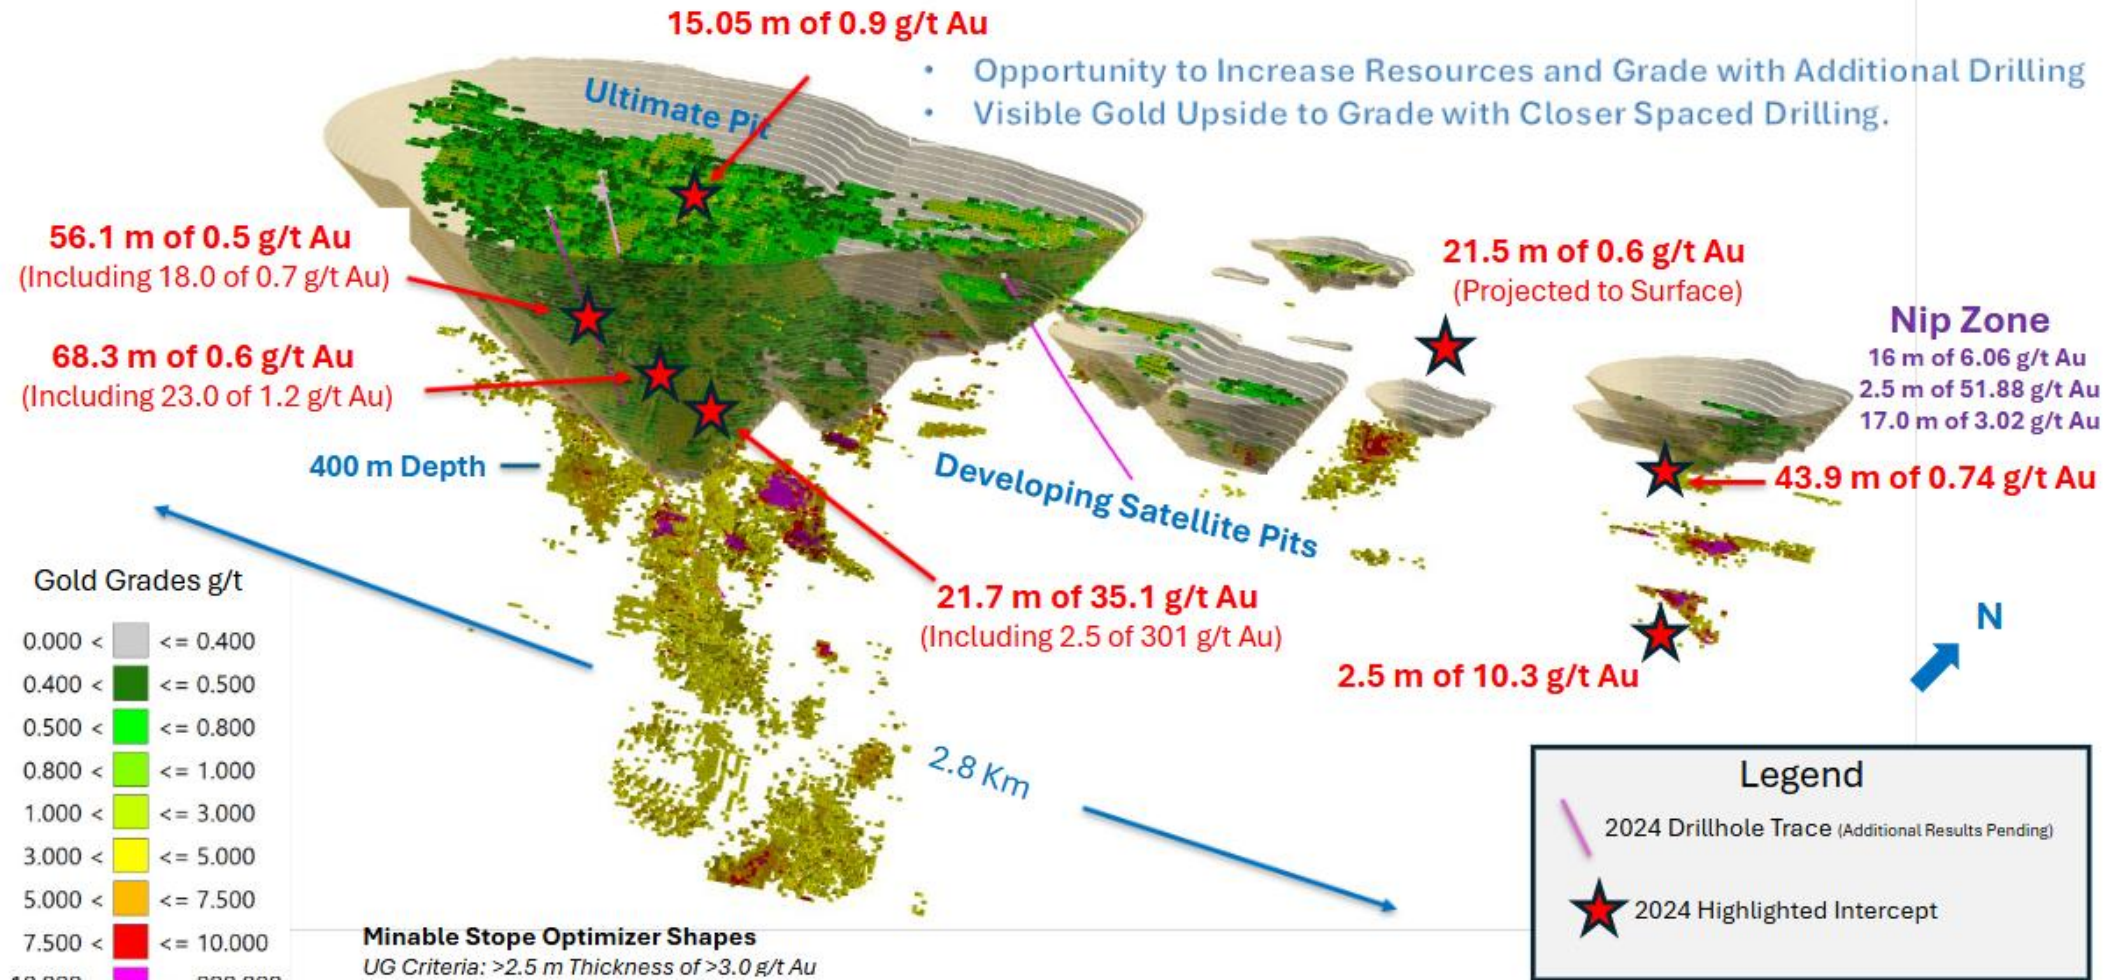 15.05 m of 0.9 g/t Au
• Opportunity to Increase Resources and Grade with Additional Drilling
• Visible Gold Upside to Grade with Closer Spaced Drilling.
Ultimate Pit
56.1 m of 0.5 g/t Au
(Including 18.0 of 0.7 g/t Au)
68.3 m of 0.6 g/t Au
(Including 23.0 of 1.2 g/t Au)
400 m Depth
21.5 m of 0.6 g/t Au
(Projected to Surface)
Nip Zone
16 m of 6.06 g/t Au
2.5 m of 51.88 g/t Au
17.0 m of 3.02 g/t Au
43.9 m of 0.74 g/t Au
Developing Satellite Pits
21.7 m of 35.1 g/t Au
(Including 2.5 of 301 g/t Au)
2.5 m of 10.3 g/t Au
N
2.8 Km
Gold Grades g/t
0.000 < <= 0.400
0.400 < <= 0.500
0.500 < <= 0.800
0.800 < <= 1.000
1.000 < <= 3.000
3.000 < <= 5.000
5.000 < <= 7.500
7.500 < <= 10.000
Minable Stope Optimizer Shapes
UG Criteria: >2.5 m Thickness of >3.0 g/t Au
Legend
2024 Drillhole Trace (Additional Results Pending)
2024 Highlighted Intercept